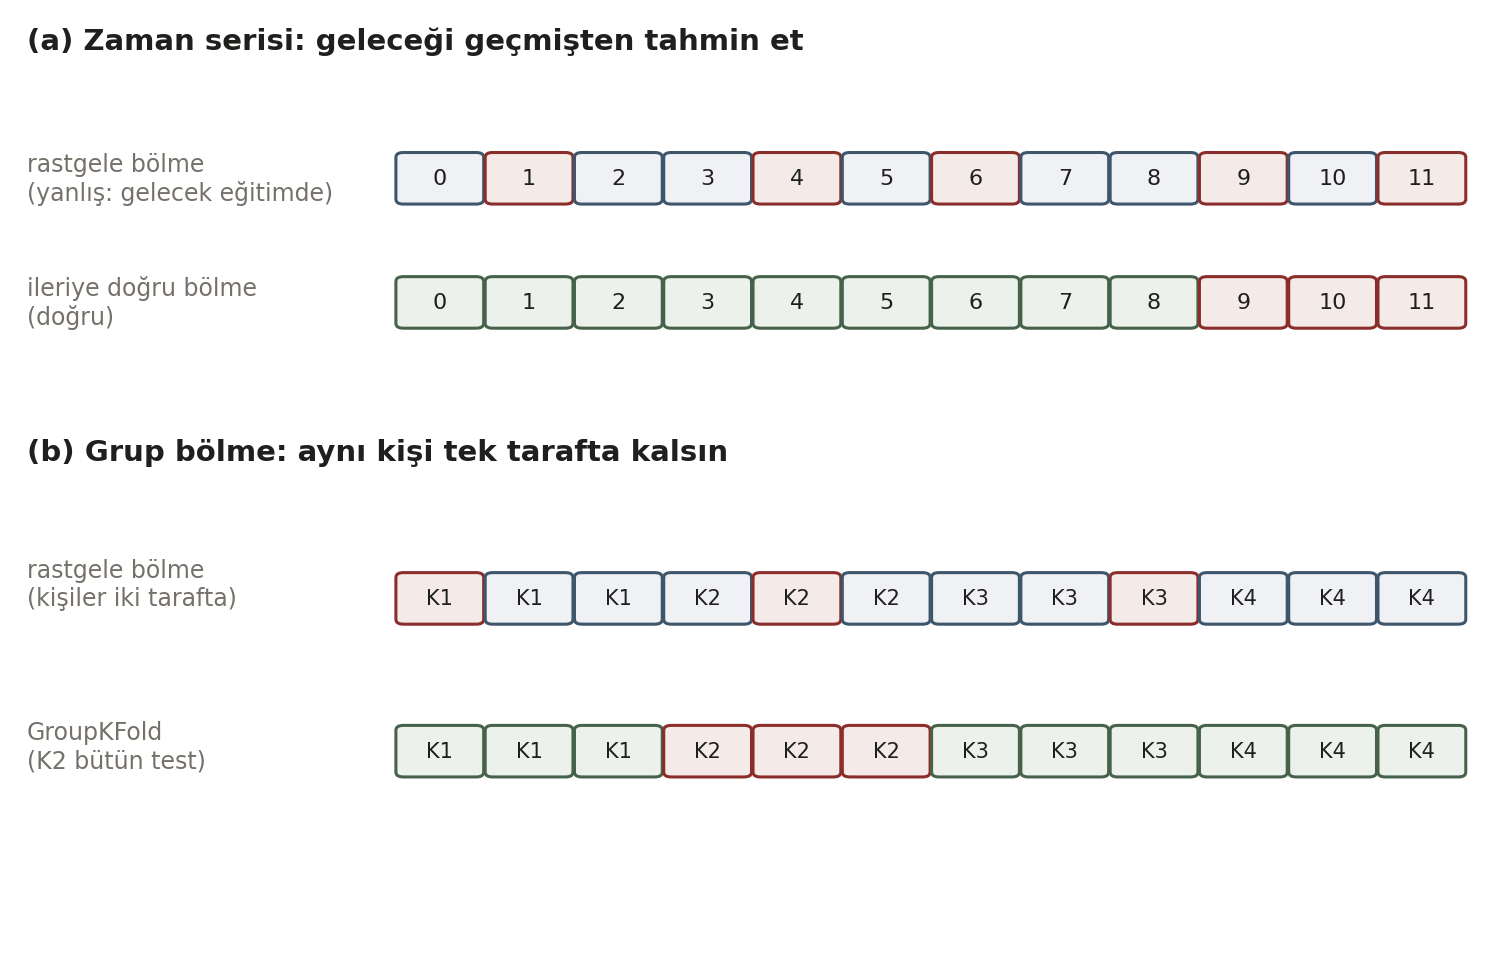 (a) Zaman serisi: geleceği geçmişten tahmin et
rastgele bölme
(yanlış: gelecek eğitimde)
0 1 2 3 4 5 6 7 8 9 10 11
ileriye doğru bölme
(doğru)
0 1 2 3 4 5 6 7 8 9 10 11
(b) Grup bölme: aynı kişi tek tarafta kalsın
rastgele bölme
(kişiler iki tarafta)
K1 K1 K1 K2 K2 K2 K3 K3 K3 K4 K4 K4
GroupKFold
(K2 bütün test)
K1 K1 K1 K2 K2 K2 K3 K3 K3 K4 K4 K4